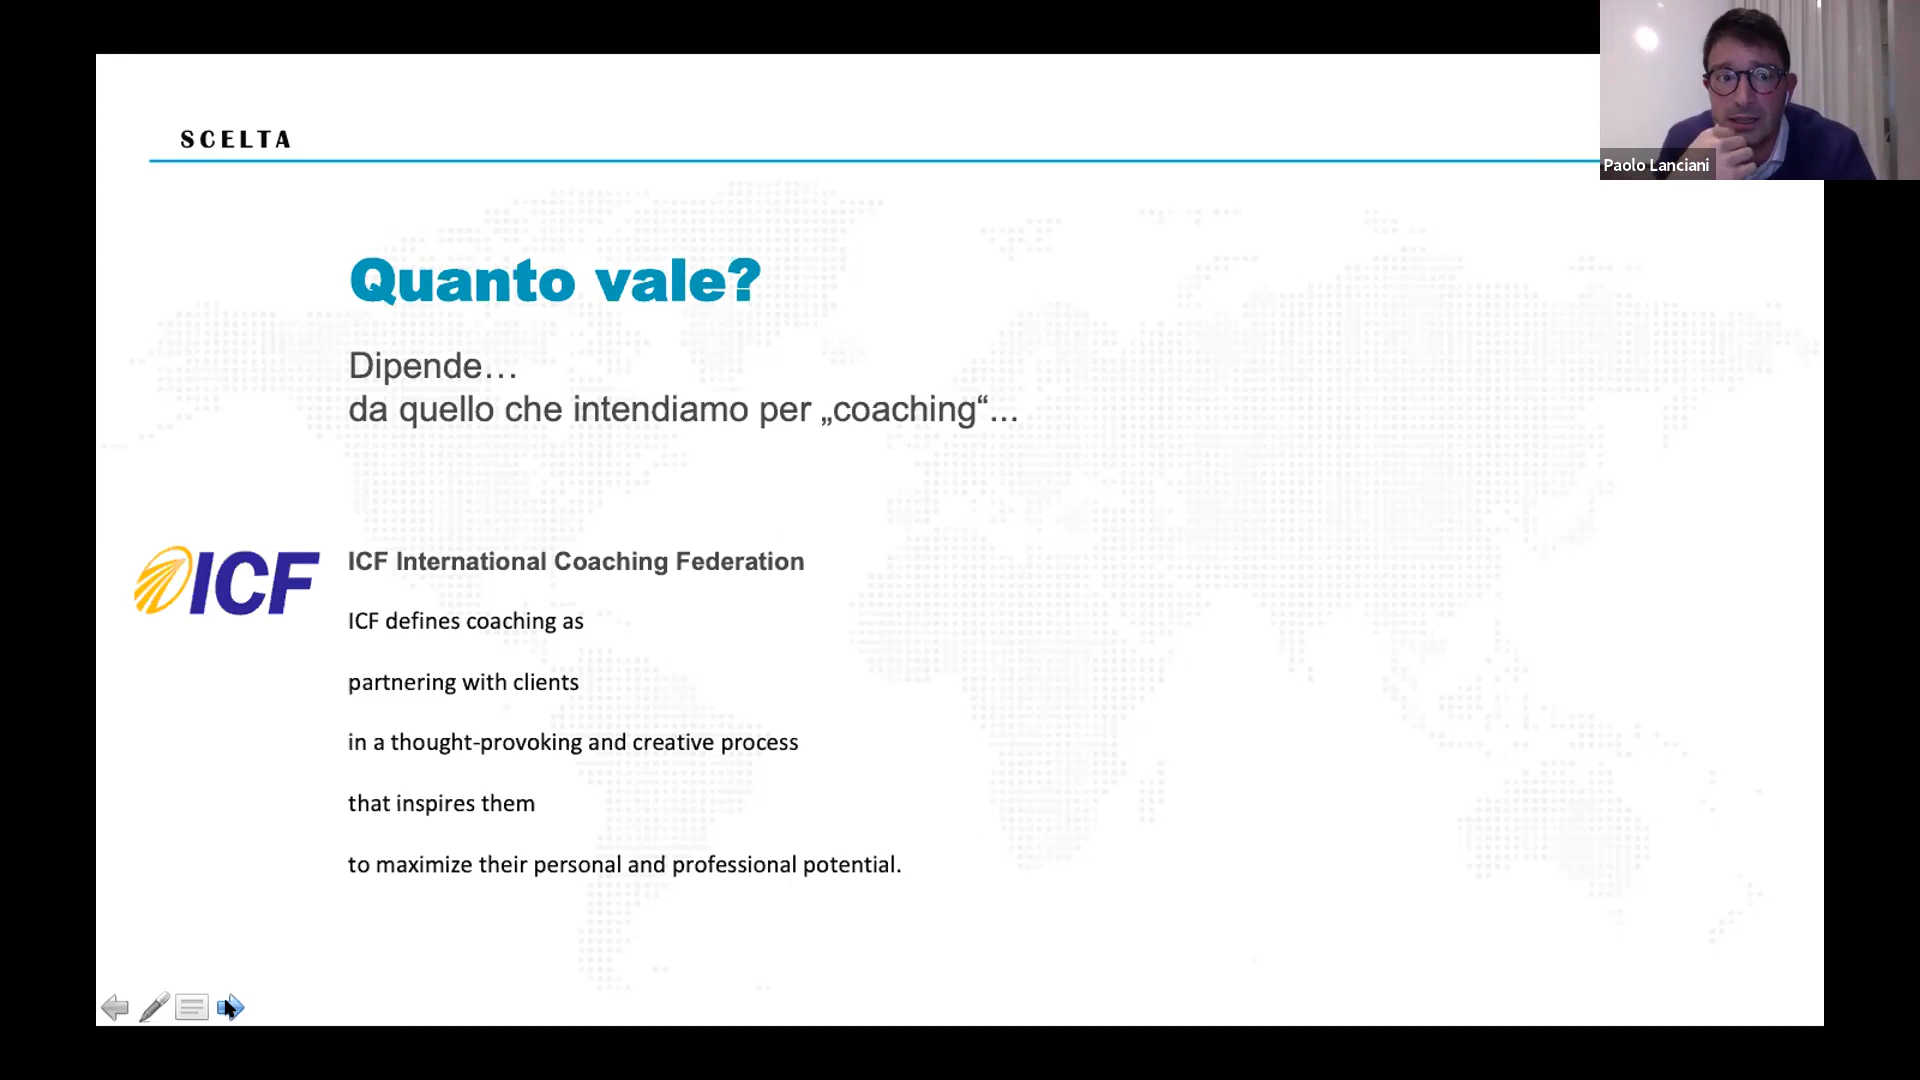 SCELTA
Paolo Lanciani
Quanto vale?
Dipende…
da quello che intendiamo per „coaching“...
ICF
ICF International Coaching Federation
ICF defines coaching as
partnering with clients
in a thought-provoking and creative process
that inspires them
to maximize their personal and professional potential.